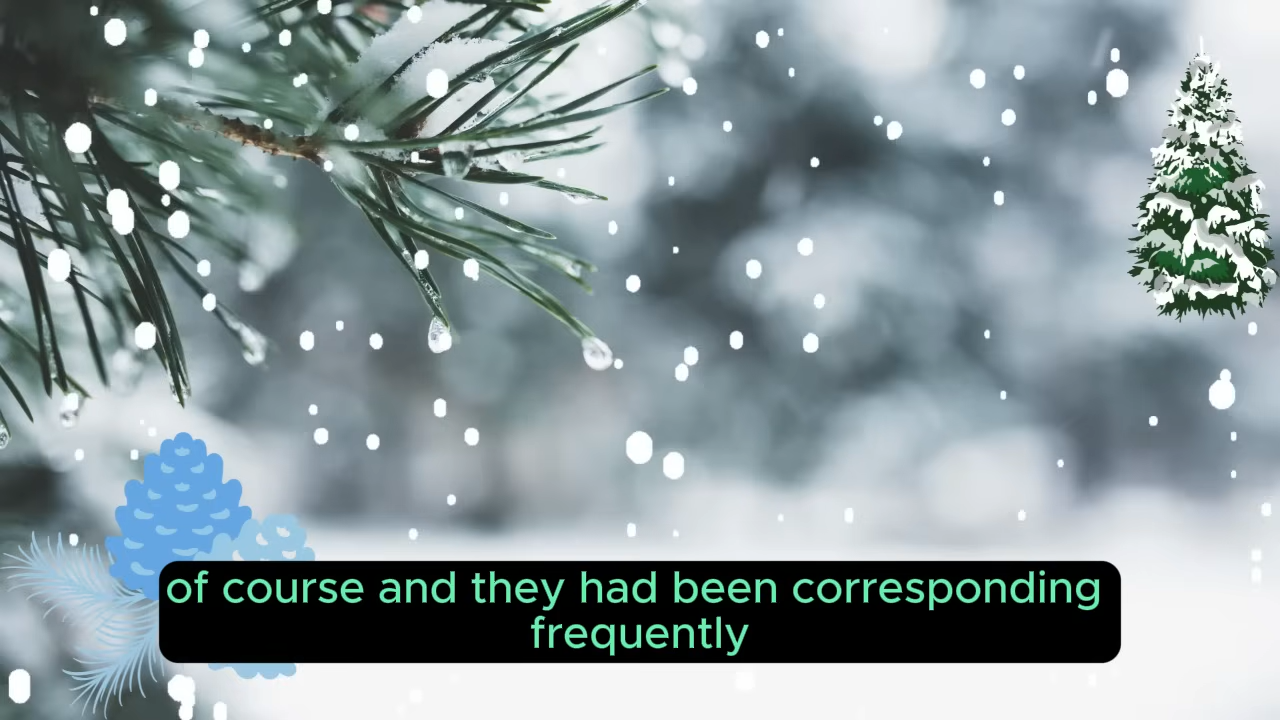 of course and they had been corresponding
frequently